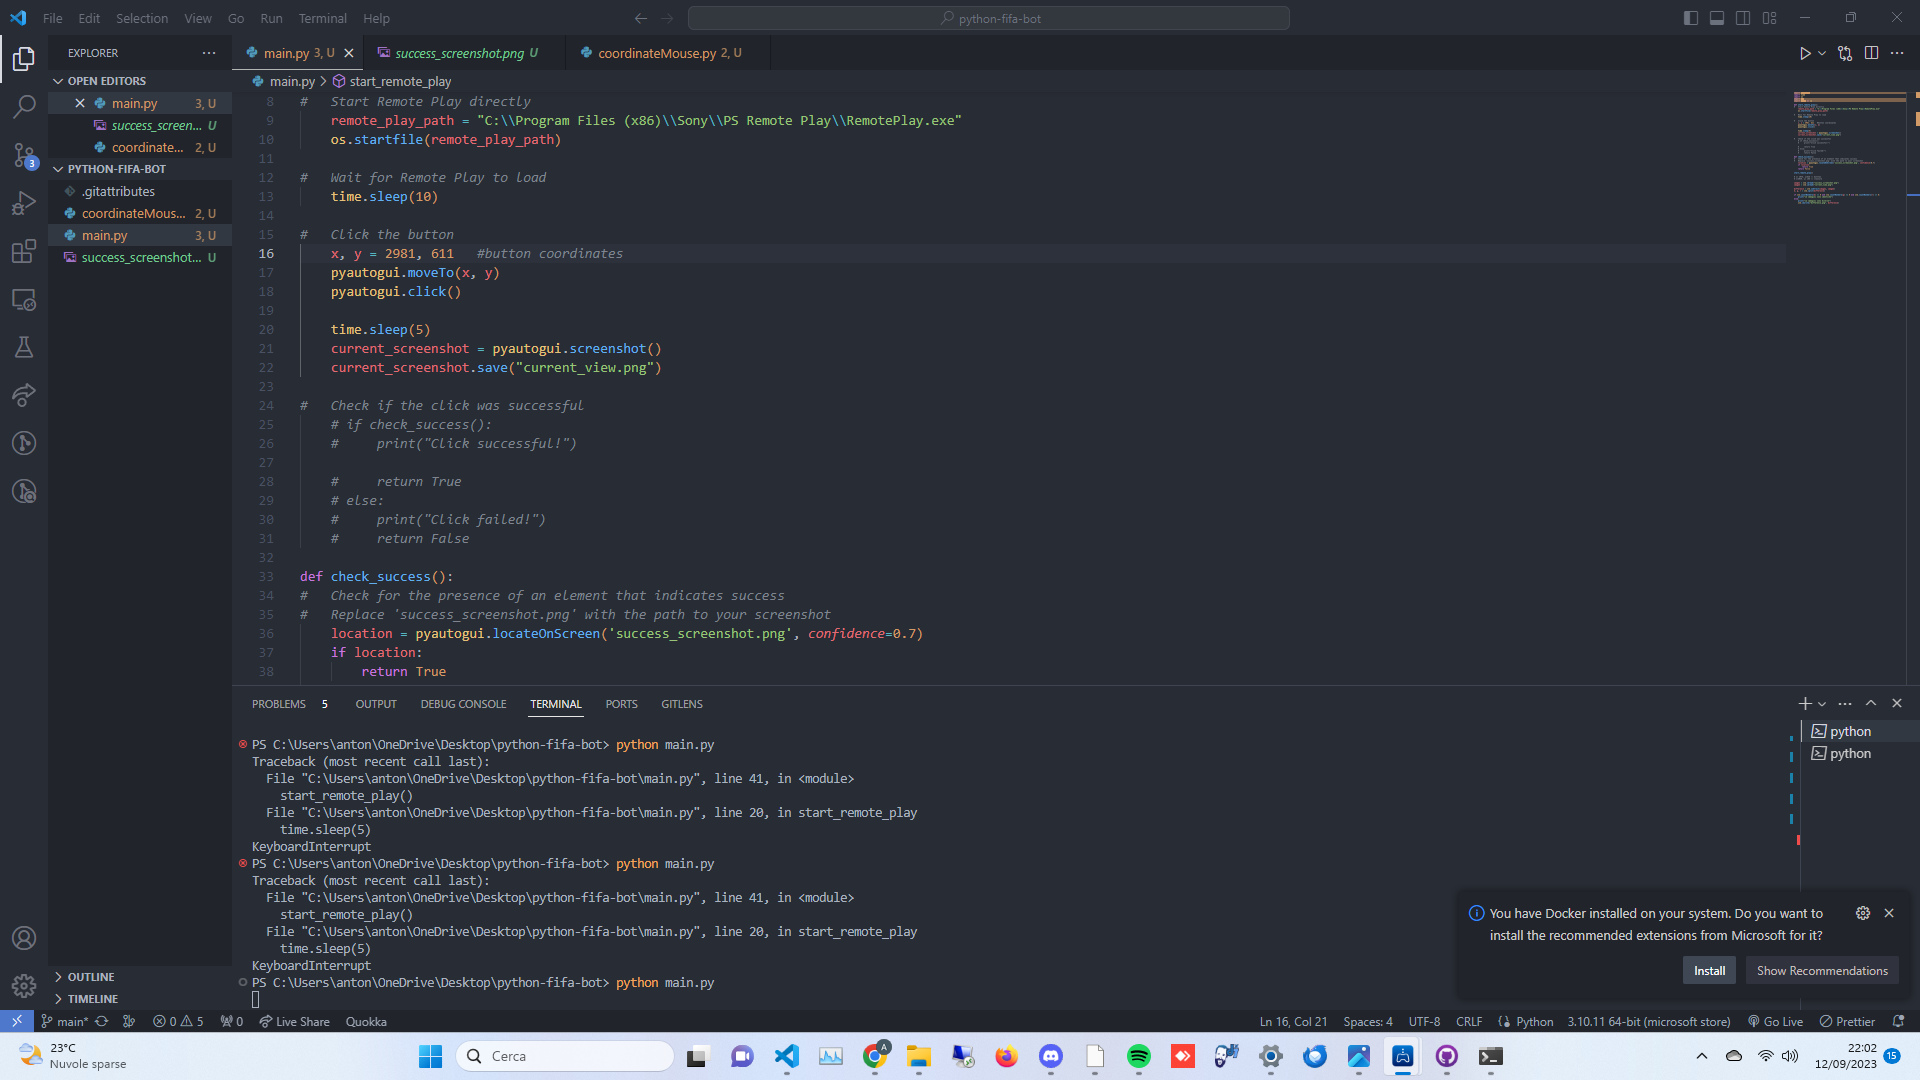 File Edit Selection View Go Run Terminal Help
python-fifa-bot
EXPLORER
main.py 3, U
success_screenshot.png U
coordinateMouse.py 2, U
OPEN EDITORS
main.py 3, U
success_screen... U
coordinate... 2, U
PYTHON-FIFA-BOT
.gitattributes
coordinateMous... 2, U
main.py 3, U
success_screenshot... U
3
main.py > start_remote_play
8 # Start Remote Play directly
9 remote_play_path = "C:\\Program Files (x86)\\Sony\\PS Remote Play\\RemotePlay.exe"
10 os.startfile(remote_play_path)
11
12 # Wait for Remote Play to load
13 time.sleep(10)
14
15 # Click the button
16 x, y = 2981, 611 #button coordinates
17 pyautogui.moveTo(x, y)
18 pyautogui.click()
19
20 time.sleep(5)
21 current_screenshot = pyautogui.screenshot()
22 current_screenshot.save("current_view.png")
23
24 # Check if the click was successful
25 # if check_success():
26 # print("Click successful!")
27
28 # return True
29 # else:
30 # print("Click failed!")
31 # return False
32
33 def check_success():
34 # Check for the presence of an element that indicates success
35 # Replace 'success_screenshot.png' with the path to your screenshot
36 location = pyautogui.locateOnScreen('success_screenshot.png', confidence=0.7)
37 if location:
38 return True
PROBLEMS 5 OUTPUT DEBUG CONSOLE TERMINAL PORTS GITLENS
PS C:\Users\anton\OneDrive\Desktop\python-fifa-bot> python main.py
Traceback (most recent call last):
File "C:\Users\anton\OneDrive\Desktop\python-fifa-bot\main.py", line 41, in <module>
start_remote_play()
File "C:\Users\anton\OneDrive\Desktop\python-fifa-bot\main.py", line 20, in start_remote_play
time.sleep(5)
KeyboardInterrupt
PS C:\Users\anton\OneDrive\Desktop\python-fifa-bot> python main.py
Traceback (most recent call last):
File "C:\Users\anton\OneDrive\Desktop\python-fifa-bot\main.py", line 41, in <module>
start_remote_play()
File "C:\Users\anton\OneDrive\Desktop\python-fifa-bot\main.py", line 20, in start_remote_play
time.sleep(5)
KeyboardInterrupt
PS C:\Users\anton\OneDrive\Desktop\python-fifa-bot> python main.py
python
python
You have Docker installed on your system. Do you want to
install the recommended extensions from Microsoft for it?
Install Show Recommendations
OUTLINE
TIMELINE
main* 0 5 0 Live Share Quokka
Ln 16, Col 21 Spaces: 4 UTF-8 CRLF Python 3.10.11 64-bit (microsoft store) Go Live Prettier
23°C
Nuvole sparse
Cerca
A
22:02
12/09/2023
15